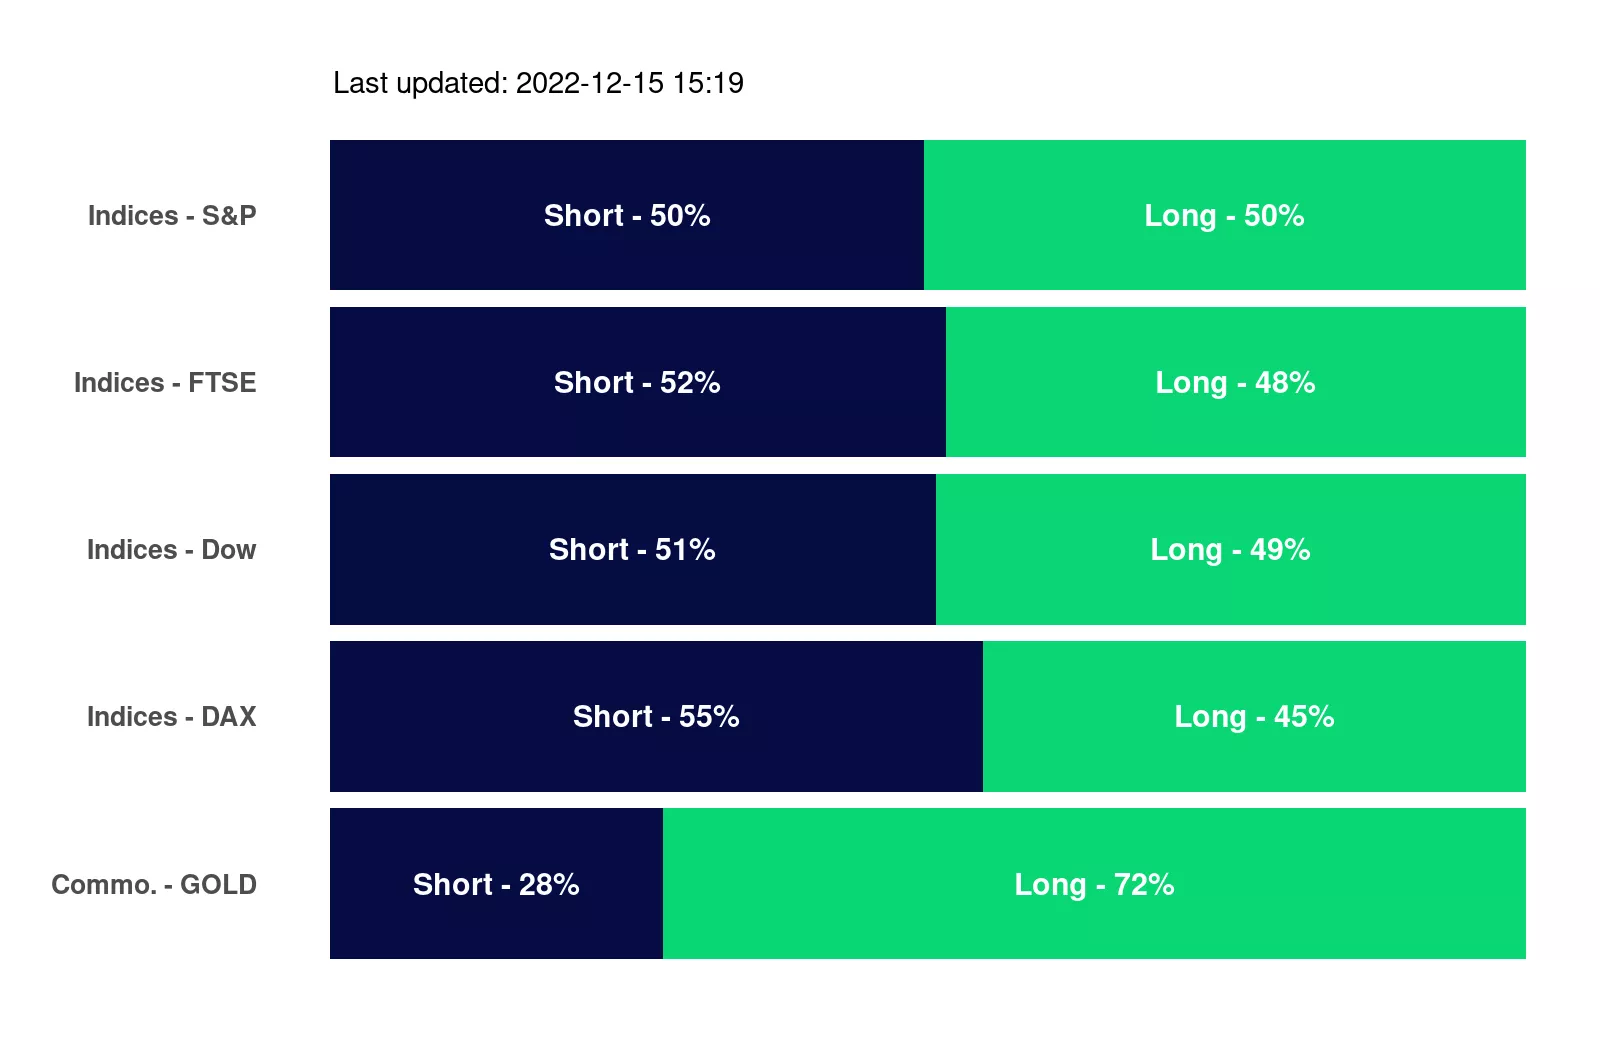 Last updated: 2022-12-15 15:19
Indices - S&P Short - 50% Long - 50%
Indices - FTSE Short - 52% Long - 48%
Indices - Dow Short - 51% Long - 49%
Indices - DAX Short - 55% Long - 45%
Commo. - GOLD Short - 28% Long - 72%